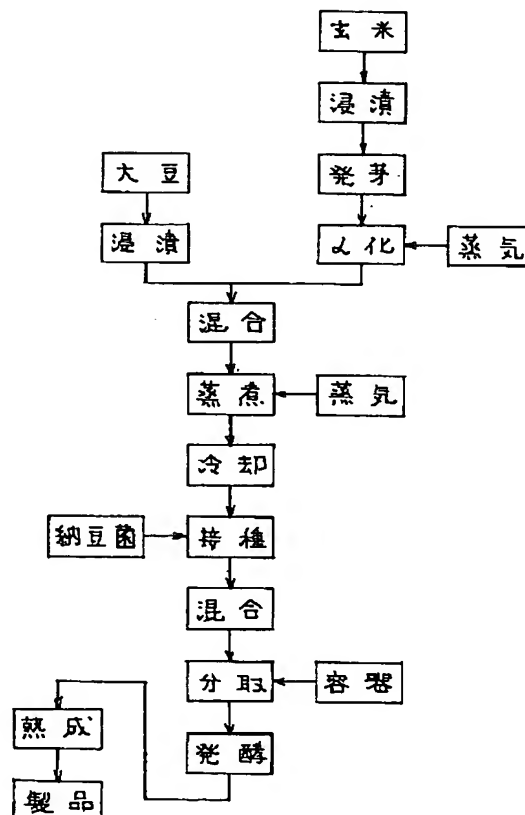 玄米
浸漬
発芽
大豆
浸漬
α化
蒸気
混合
蒸煮
蒸気
冷却
納豆菌
接種
混合
分取
容器
熟成
発酵
製品